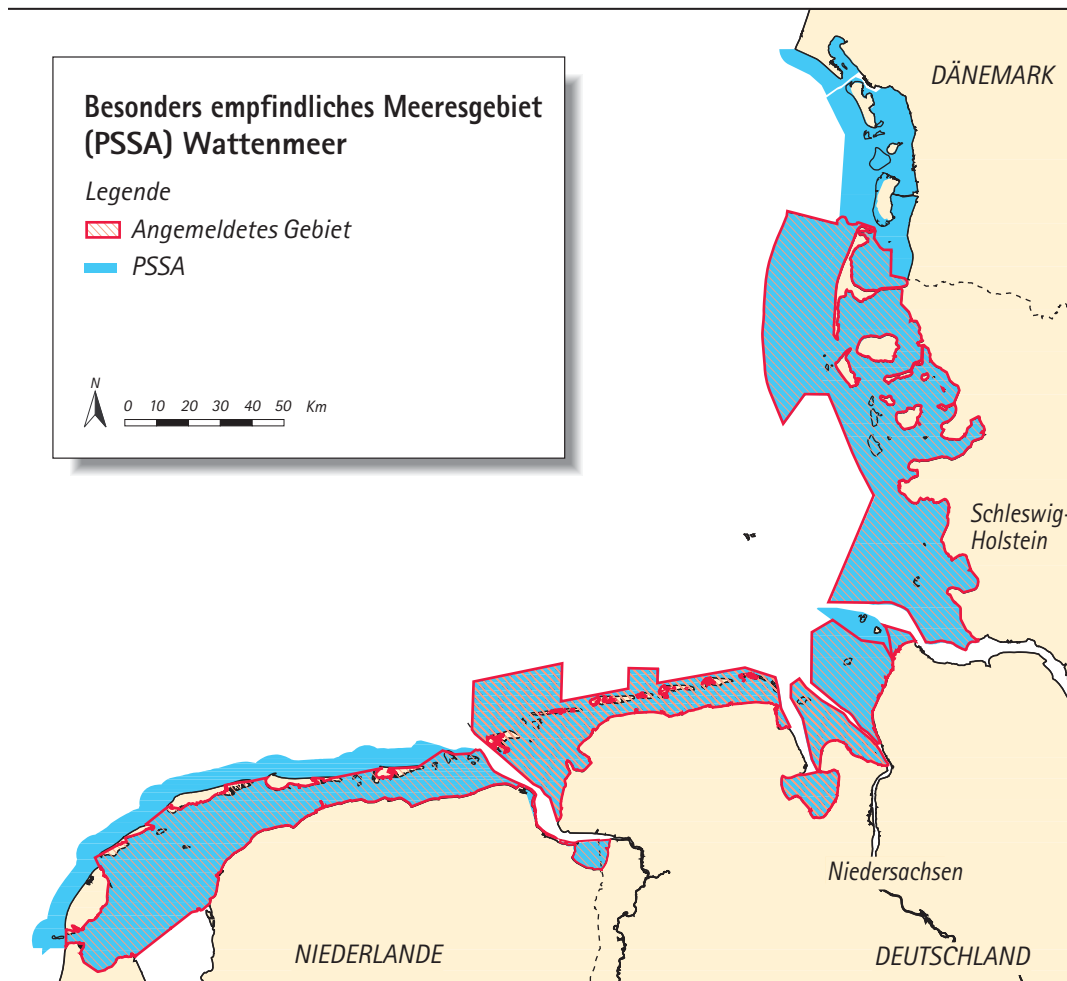 Besonders empfindliches Meeresgebiet
(PSSA) Wattenmeer
Legende
Angemeldetes Gebiet
PSSA
N
0 10 20 30 40 50 Km
DÄNEMARK
Schleswig-
Holstein
Niedersachsen
NIEDERLANDE
DEUTSCHLAND